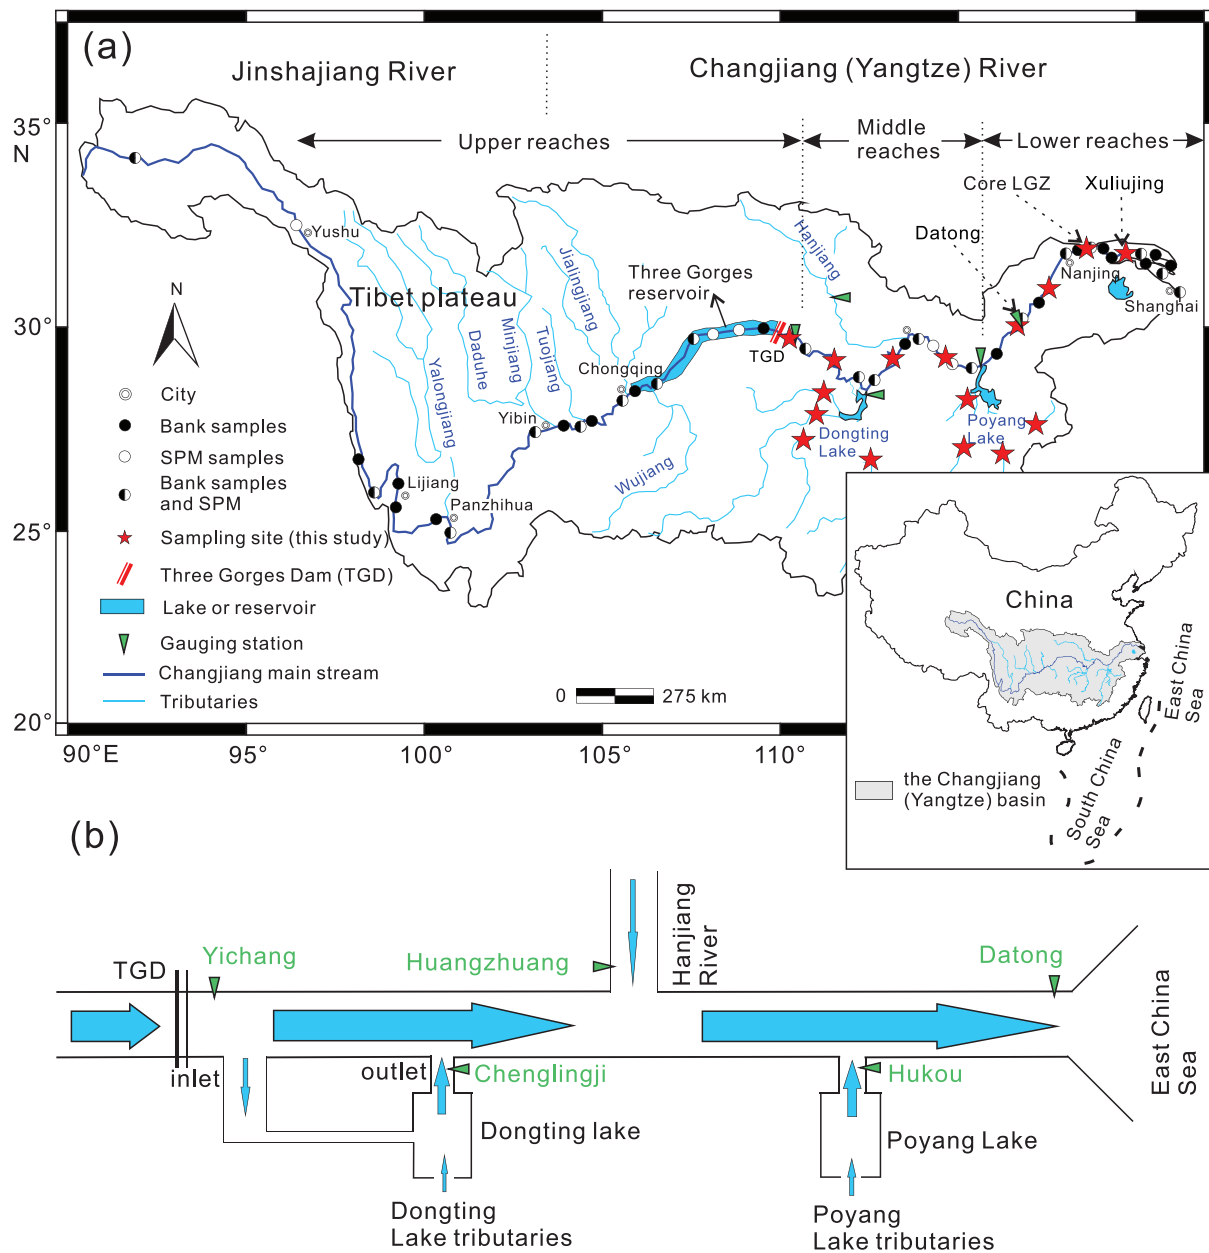 (a)
Jinshajiang River
Changjiang (Yangtze) River
35°
N
Upper reaches
Middle
reaches
Lower reaches
Core LGZ
Xuliujing
Datong
Hanjiang
Yushu
Nanjing
Shanghai
N
Tibet plateau
Jialingjiang
Three Gorges
reservoir
30°
Daduhe
Minjiang
Tuojiang
Yalongjiang
Chongqing
TGD
City
Yibin
Poyang
Lake
Dongting
Lake
Bank samples
SPM samples
Wujiang
Bank samples
and SPM
Lijiang
Panzhihua
25°
Sampling site (this study)
Three Gorges Dam (TGD)
Lake or reservoir
Gauging station
Changjiang main stream
Tributaries
0
275 km
20°
90°E
95°
100°
105°
110°
China
East China
Sea
South China
Sea
the Changjiang
(Yangtze) basin
(b)
Hanjiang
River
Yichang
Huangzhuang
Datong
TGD
East China
Sea
inlet
outlet
Chenglingji
Hukou
Dongting lake
Poyang Lake
Dongting
Lake tributaries
Poyang
Lake tributaries